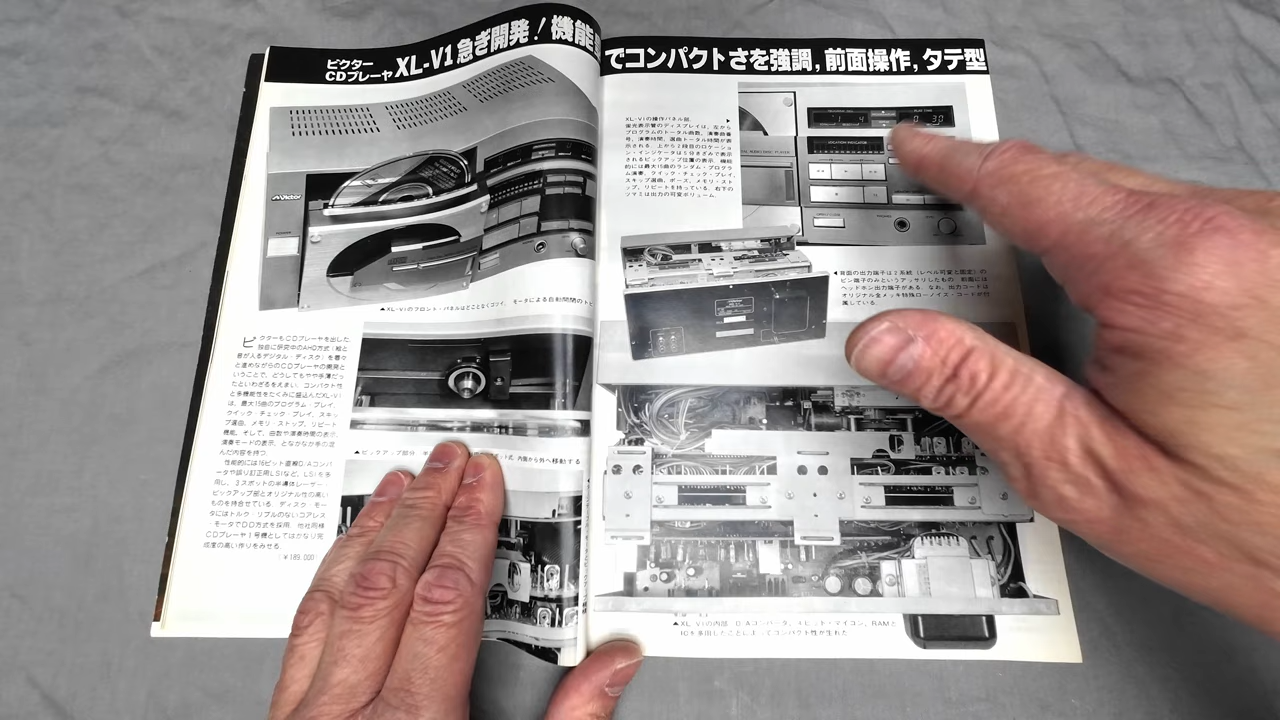 ビクター
CDプレーヤ XL-V1 急ぎ開発！機能
でコンパクトさを強調，前面操作，タテ型
Victor
▲XL-V1のフロント・パネルはどことなくゴツイ。モータによる自動開閉の
ビクターもCDプレーヤを出した
独自に研究中のAHD方式（絵と
音が入るデジタル・ディスク）を着々
と進めながらのCDプレーヤの開発と
いうことで，どうしてもやや手薄だっ
たといわざるをえまい。コンパクト性
と多機能性をたくみに盛込んだXL-V1
は，最大15曲のプログラム・プレイ，
クイック・チェック・プレイ，スキッ
プ選曲，メモリ・ストップ，リピート
機能，そして，曲数や演奏時間の表示，
演奏モードの表示，となかなか手の混
んだ内容を持つ。
性能的には16ビット直線D/Aコンバ
ータや誤り訂正用LSIなど，LSIを多
用し，3スポットの半導体レーザー・
ピックアップ部とオリジナル性の高い
ものを持合せている。ディスク・モー
タにはトルク・リプルのないコアレス
・モータでDD方式を採用。他社同様
CDプレーヤ1号機としてはかなり完
成度の高い作りをみせる。
（￥189,000）
▲ピックアップ部分
ポット式。内側から外へ移動する
XL-V1の操作パネル部。
蛍光表示管のディスプレイは，左から
プログラムのトータル曲数，演奏曲番
号，演奏時間，選曲トータル時間が表
示される。上から2段目のロケーショ
ン・インジケータは5分きざみで表示
されるピックアップ位置の表示。機能
的には最大15曲のランダム・プログラ
ム演奏，クイック・チェック・プレイ，
スキップ選曲，ポーズ，メモリ・スト
ップ，リピートを持っている。右下の
ツマミは出力の可変ボリューム。
DIGITAL AUDIO DISC PLAYER
LOCATION INDICATOR
◀背面の出力端子は2系統（レベル可変と固定）の
ピン端子のみというアッサリしたもの。前面には
ヘッドホン出力端子がある。なお，出力コードは
オリジナル金メッキ特殊ローノイズ・コードが付
属している。
▲XL-V1の内部。D/Aコンバータ，4ビット・マイコン，RAMと
ICを多用したことによってコンパクト性が生れた